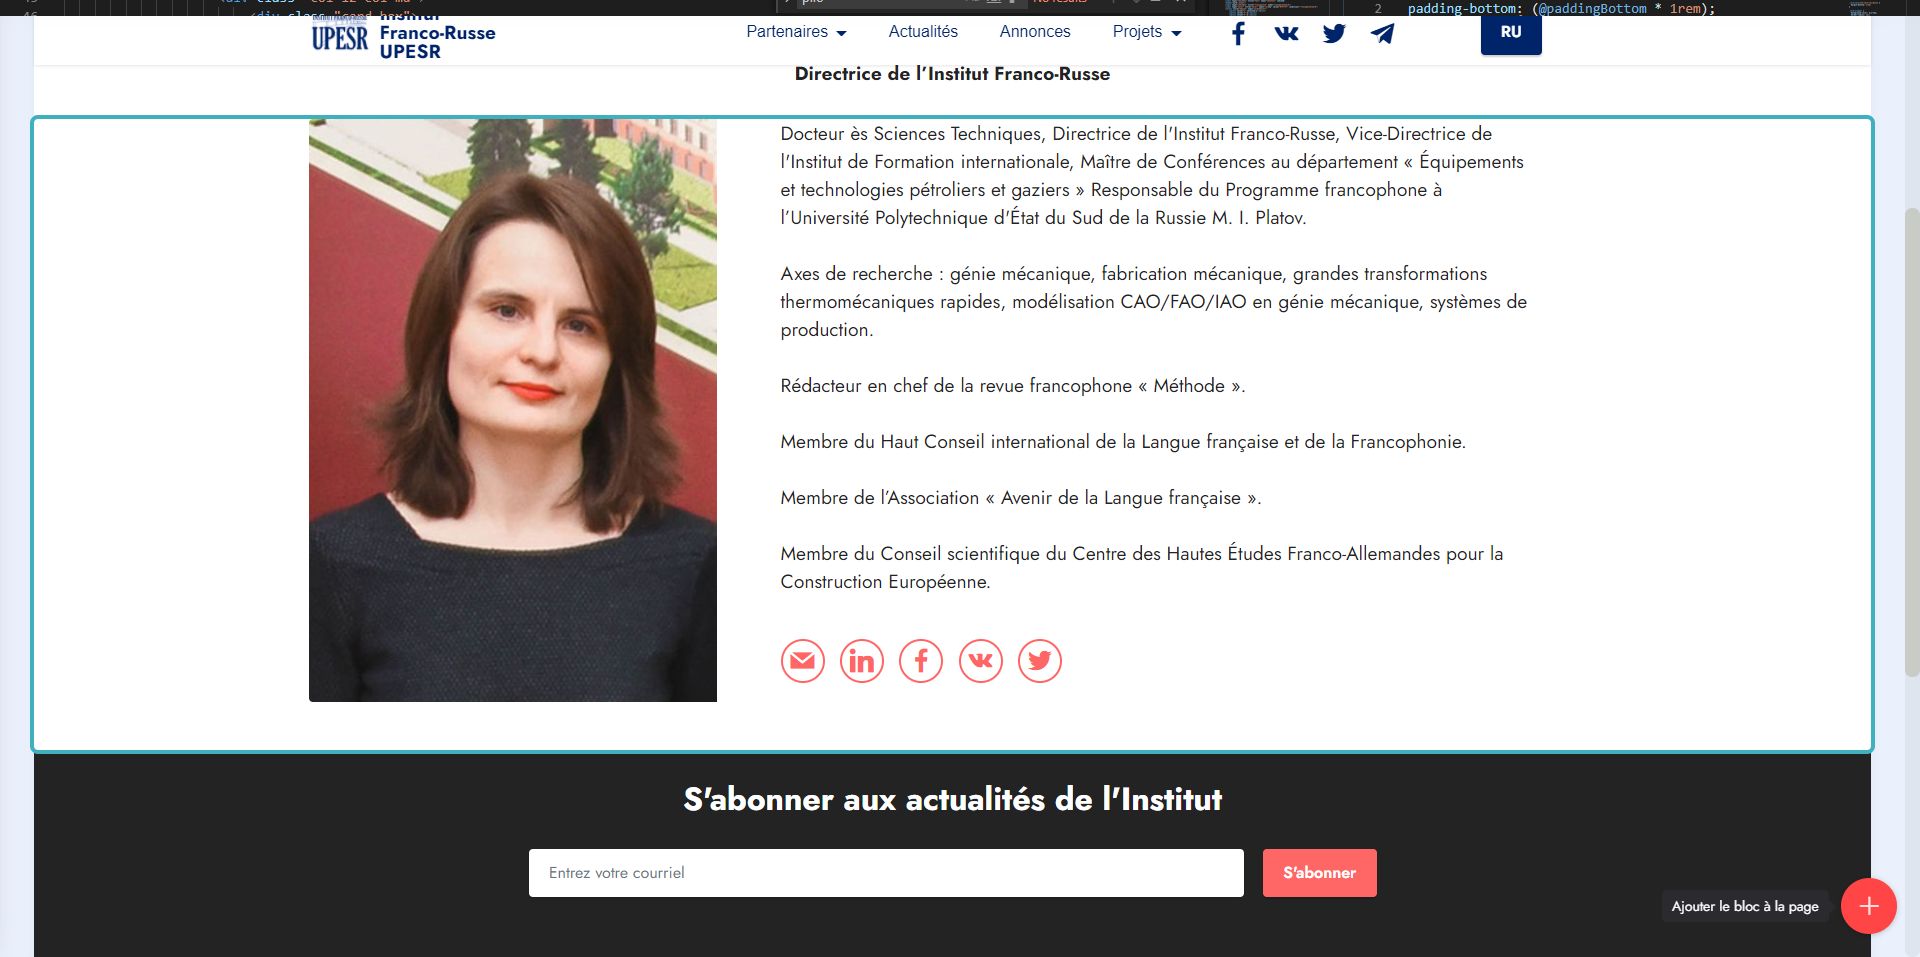 No results
2 padding-bottom: (@paddingBottom * 1rem);
Institut
Franco-Russe
UPESR
UPESR
Partenaires
Actualités
Annonces
Projets
RU
Directrice de l’Institut Franco-Russe
Docteur ès Sciences Techniques, Directrice de l'Institut Franco-Russe, Vice-Directrice de
l'Institut de Formation internationale, Maître de Conférences au département « Équipements
et technologies pétroliers et gaziers » Responsable du Programme francophone à
l’Université Polytechnique d'État du Sud de la Russie M. I. Platov.
Axes de recherche : génie mécanique, fabrication mécanique, grandes transformations
thermomécaniques rapides, modélisation CAO/FAO/IAO en génie mécanique, systèmes de
production.
Rédacteur en chef de la revue francophone « Méthode ».
Membre du Haut Conseil international de la Langue française et de la Francophonie.
Membre de l’Association « Avenir de la Langue française ».
Membre du Conseil scientifique du Centre des Hautes Études Franco-Allemandes pour la
Construction Européenne.
S'abonner aux actualités de l'Institut
Entrez votre courriel
S'abonner
Ajouter le bloc à la page